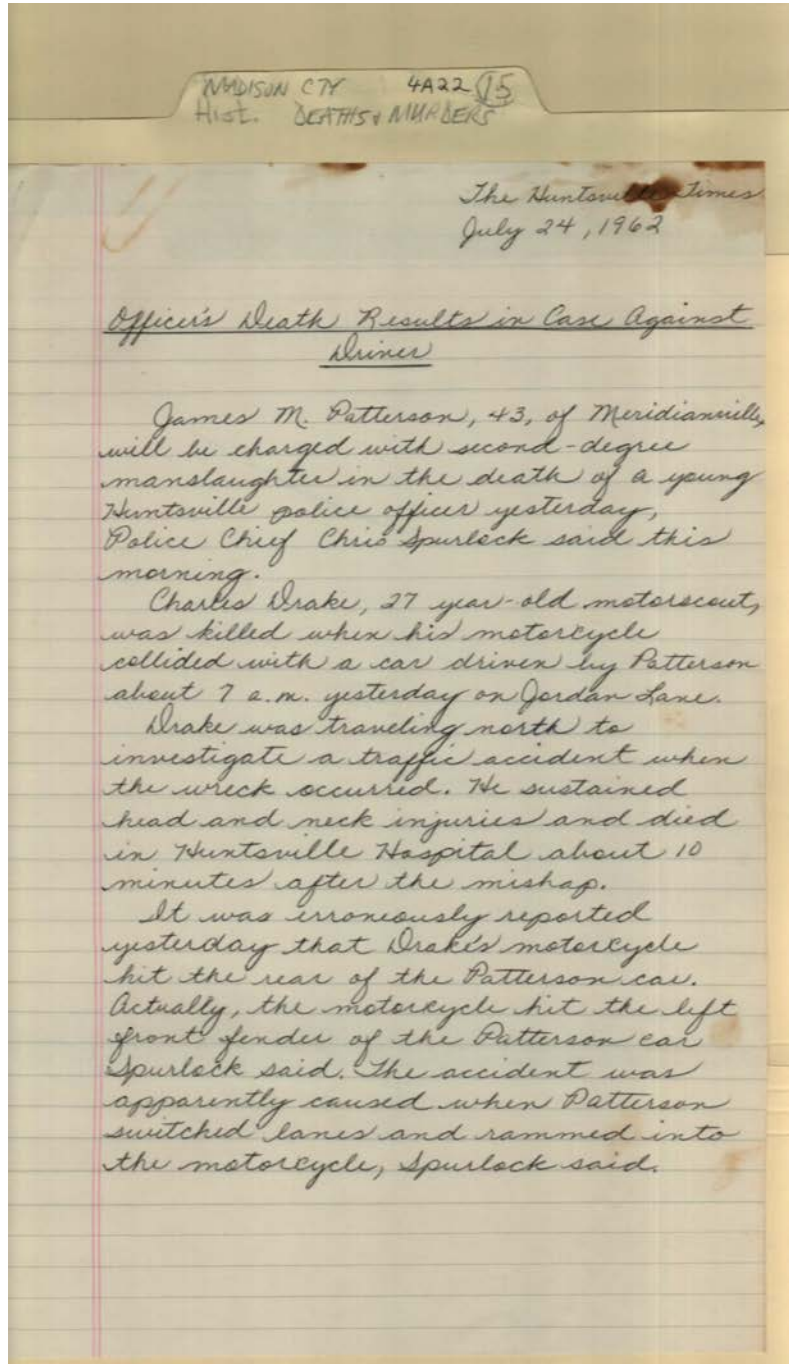 MADISON CTY 4A22 15
Hist. DEATHS & MURDERS
The Huntsville Times
July 24, 1962
Officer's Death Results in Case Against
Driver
James M. Patterson, 43, of Meridianville,
will be charged with second-degree
manslaughter in the death of a young
Huntsville police officer yesterday,
Police Chief Chris Spurlock said this
morning.
Charles Drake, 27 year-old motorscout,
was killed when his motorcycle
collided with a car driven by Patterson
about 7 a.m. yesterday on Jordan Lane.
Drake was traveling north to
investigate a traffic accident when
the wreck occurred. He sustained
head and neck injuries and died
in Huntsville Hospital about 10
minutes after the mishap.
It was erroneously reported
yesterday that Drake's motorcycle
hit the rear of the Patterson car.
Actually, the motorcycle hit the left
front fender of the Patterson car
Spurlock said. The accident was
apparently caused when Patterson
switched lanes and rammed into
the motorcycle, Spurlock said.